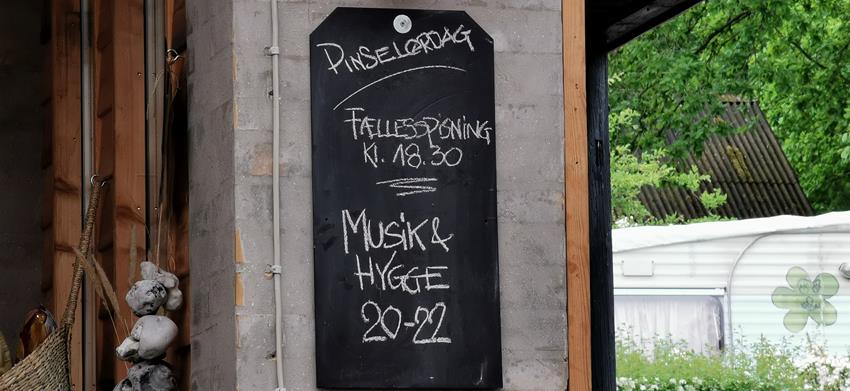 PINSELØRDAG
FÆLLESSPISNING
Kl. 18.30
MUSIK &
HYGGE
20-22